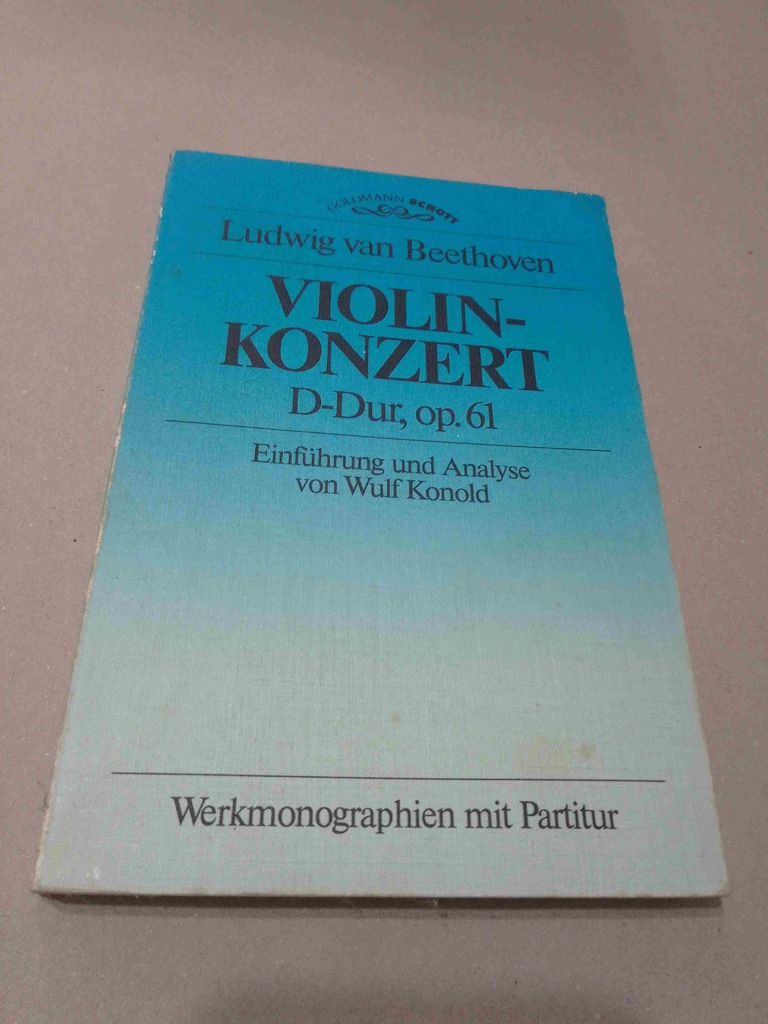 GOLDMANN SCHOTT
Ludwig van Beethoven
VIOLIN-
KONZERT
D-Dur, op. 61
Einführung und Analyse
von Wulf Konold
Werkmonographien mit Partitur